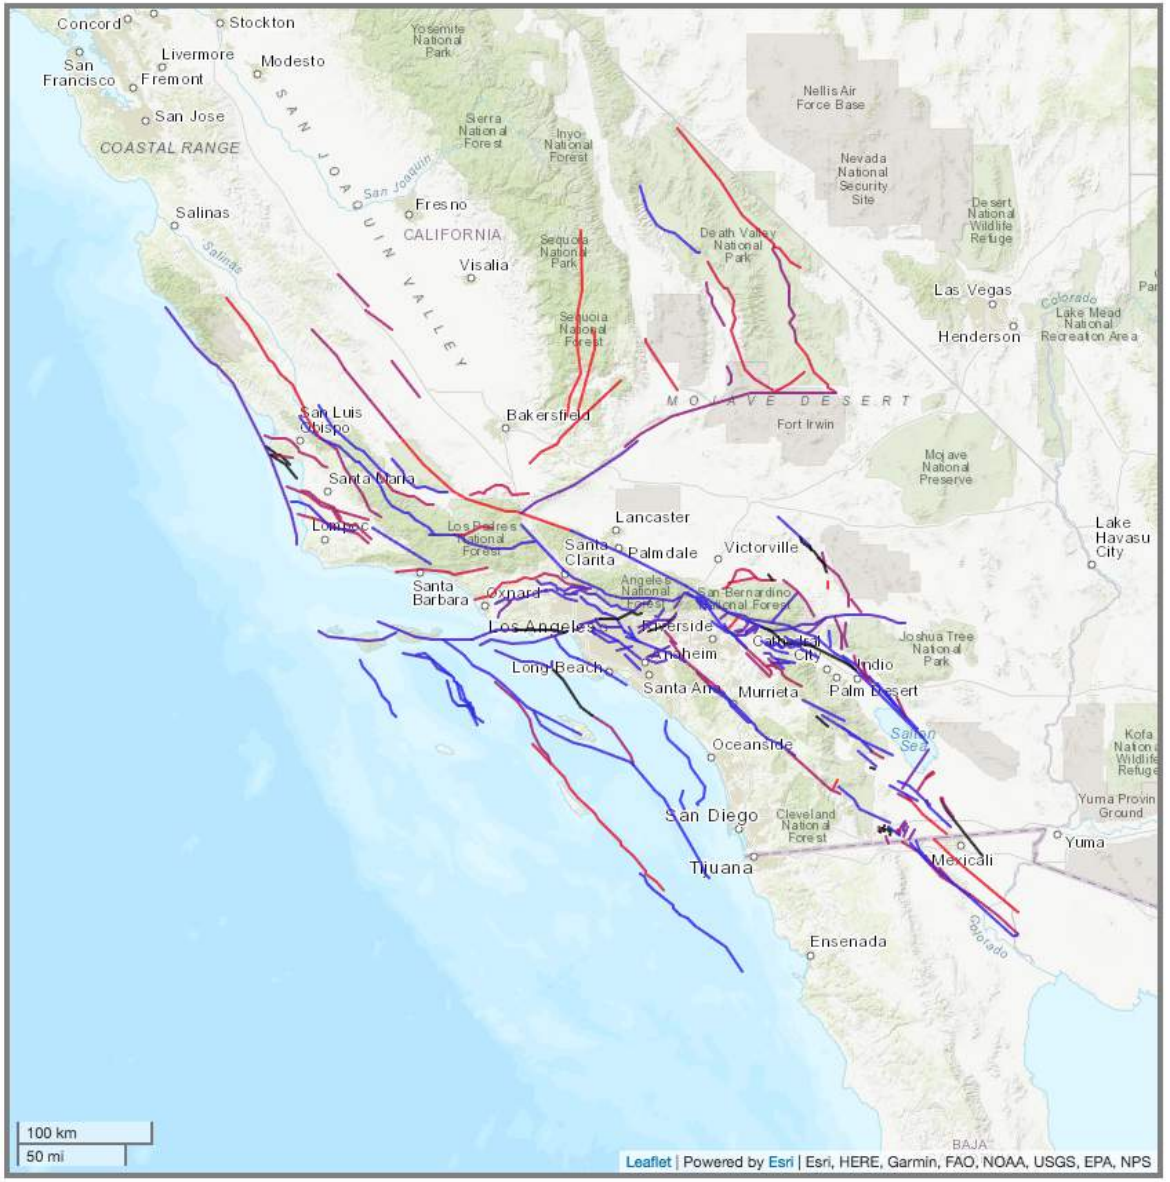 Concord
Stockton
Yosemite
National
Park
Livermore
Modesto
San
Francisco
Fremont
San Jose
COASTAL RANGE
SAN JOAQUIN VALLEY
Sierra
National
Forest
Inyo
National
Forest
Nellis Air
Force Base
Nevada
National
Security
Site
San Joaquin
Fresno
CALIFORNIA
Salinas
Salinas
Visalia
Sequoia
National
Park
Death Valley
National
Park
Desert
National
Wildlife
Refuge
Las Vegas
Henderson
Colorado
Lake Mead
National
Recreation Area
Par
Sequoia
National
Forest
MOJAVE DESERT
Fort Irwin
Bakersfield
San Luis
Obispo
Santa Maria
Lompoc
Los Padres
National
Forest
Mojave
National
Preserve
Lancaster
Palmdale
Victorville
Lake
Havasu
City
Santa
Clarita
Santa
Barbara
Oxnard
Angeles
National
Forest
San Bernardino
National Forest
Los Angeles
Riverside
Cathedral
City
Joshua Tree
National
Park
Anaheim
Indio
Long Beach
Santa Ana
Murrieta
Palm Desert
Salton
Sea
Oceanside
Kofa
Nation
Wildlife
Refuge
San Diego
Cleveland
National
Forest
Yuma Provin
Ground
Yuma
Tijuana
Mexicali
Ensenada
Colorado
BAJA
100 km
50 mi
Leaflet | Powered by Esri | Esri, HERE, Garmin, FAO, NOAA, USGS, EPA, NPS